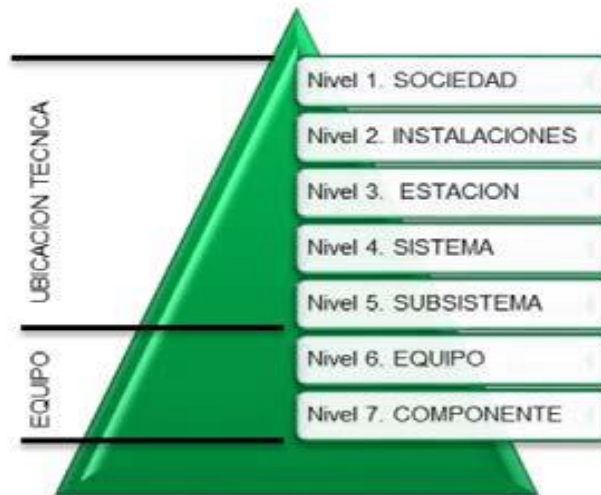 UBICACION TECNICA
EQUIPO
Nivel 1. SOCIEDAD
Nivel 2. INSTALACIONES
Nivel 3. ESTACION
Nivel 4. SISTEMA
Nivel 5. SUBSISTEMA
Nivel 6. EQUIPO
Nivel 7. COMPONENTE